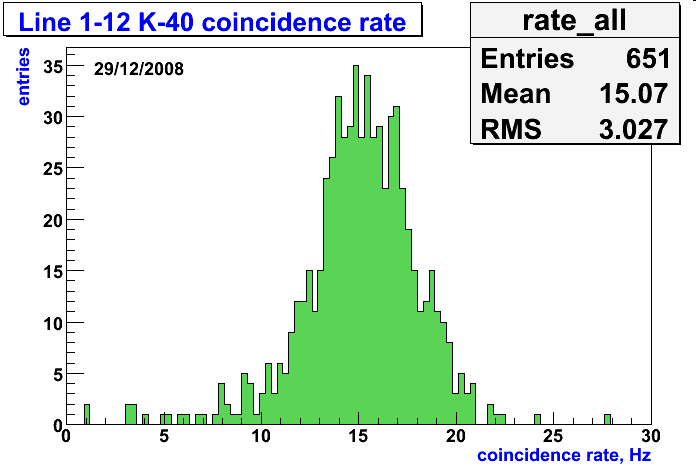 Line 1-12 K-40 coincidence rate
rate_all
Entries 651
Mean 15.07
RMS 3.027
29/12/2008
entries
35
30
25
20
15
10
5
0
0 5 10 15 20 25 30
coincidence rate, Hz